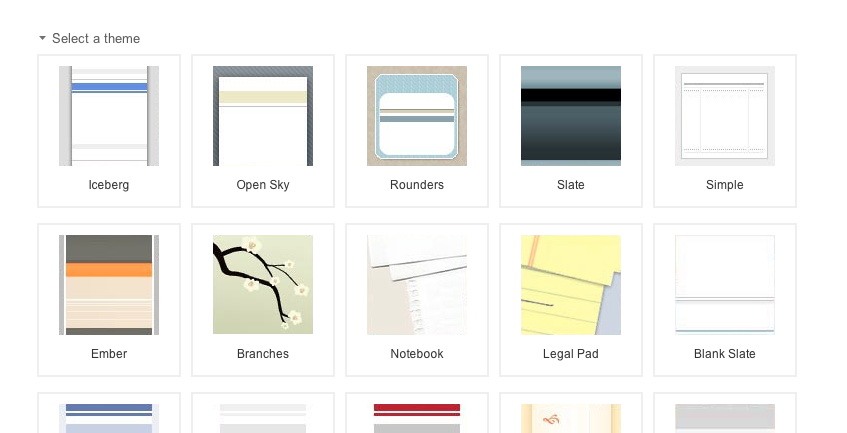 Select a theme
Iceberg
Open Sky
Rounders
Slate
Simple
Ember
Branches
Notebook
Legal Pad
Blank Slate